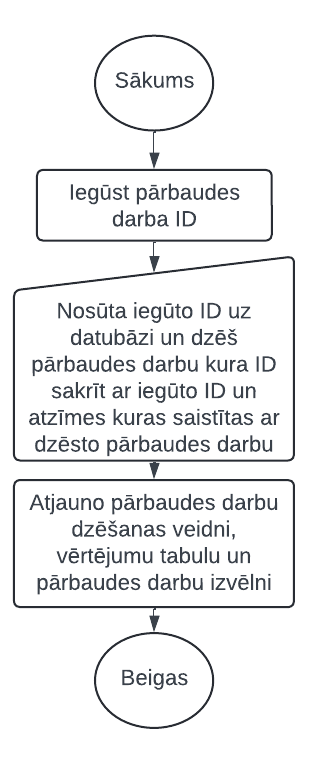 Sākums
Iegūst pārbaudes
darba ID
Nosūta iegūto ID uz
datubāzi un dzēš
pārbaudes darbu kura ID
sakrīt ar iegūto ID un
atzīmes kuras saistītas ar
dzēsto pārbaudes darbu
Atjauno pārbaudes darbu
dzēšanas veidni,
vērtējumu tabulu un
pārbaudes darbu izvēlni
Beigas